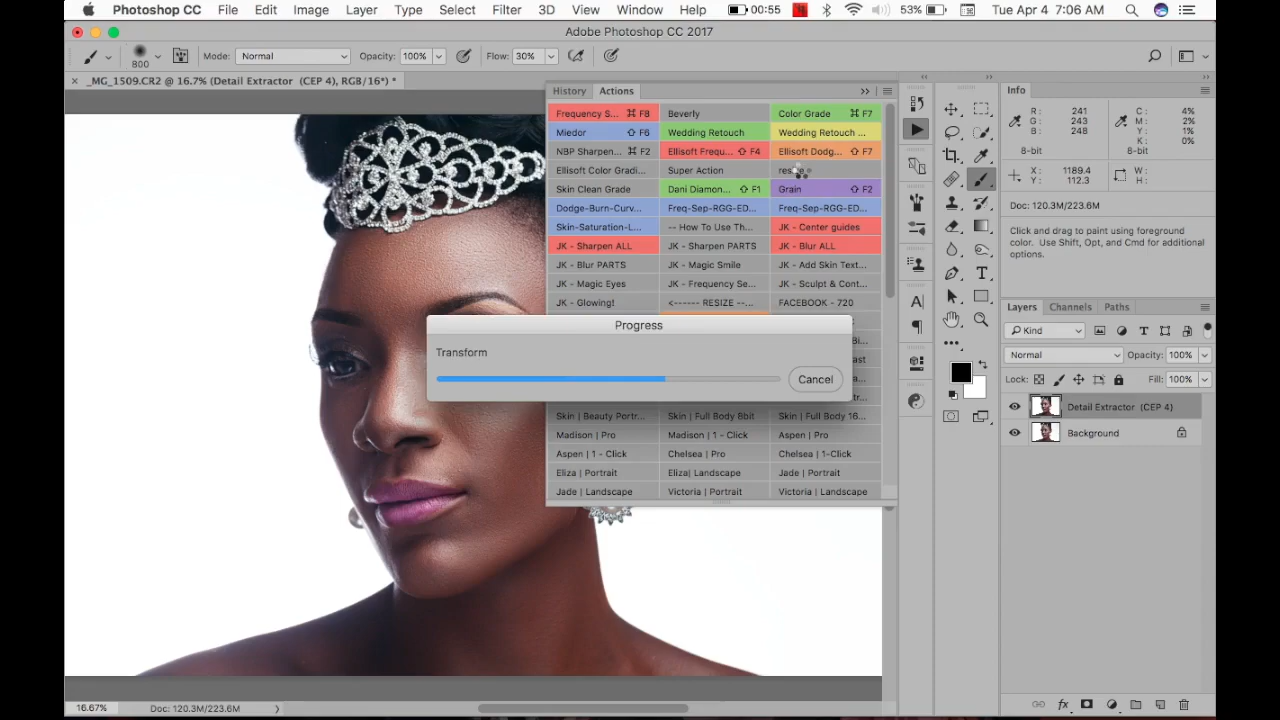 Photoshop CC File Edit Image Layer Type Select Filter 3D View Window Help 00:55 53% Tue Apr 4 7:06 AM
Adobe Photoshop CC 2017
800 Mode: Normal Opacity: 100% Flow: 30%
× _MG_1509.CR2 @ 16.7% (Detail Extractor (CEP 4), RGB/16*) *
History Actions
Frequency S... ⌘ F8 Beverly Color Grade ⌘ F7
Miedor ⇧ F6 Wedding Retouch Wedding Retouch ...
NBP Sharpen... ⌘ F2 Ellisoft Frequ... ⇧ F4 Ellisoft Dodg... ⇧ F7
Ellisoft Color Gradi... Super Action
Skin Clean Grade Dani Diamon... ⇧ F1 Grain ⇧ F2
Dodge-Burn-Curv... Freq-Sep-RGG-ED... Freq-Sep-RGG-ED...
Skin-Saturation-L... -- How To Use Th... JK - Center guides
JK - Sharpen ALL JK - Sharpen PARTS JK - Blur ALL
JK - Blur PARTS JK - Magic Smile JK - Add Skin Text...
JK - Magic Eyes JK - Frequency Se... JK - Sculpt & Cont...
JK - Glowing! <------ RESIZE --... FACEBOOK - 720
Progress
Transform
Cancel
Skin | Beauty Portr... Skin | Full Body 8bit Skin | Full Body 16...
Madison | Pro Madison | 1 - Click Aspen | Pro
Aspen | 1 - Click Chelsea | Pro Chelsea | 1-Click
Eliza | Portrait Eliza| Landscape Jade | Portrait
Jade | Landscape Victoria | Portrait Victoria | Landscape
Info
R: 241 C: 4%
G: 243 M: 2%
B: 248 Y: 1%
K: 0%
8-bit 8-bit
X: 1189.4 W:
Y: 112.3 H:
Doc: 120.3M/223.6M
Click and drag to paint using foreground
color. Use Shift, Opt, and Cmd for additional
options.
Layers Channels Paths
Kind
Normal Opacity: 100%
Lock: Fill: 100%
Detail Extractor (CEP 4)
Background
fx
16.67% Doc: 120.3M/223.6M